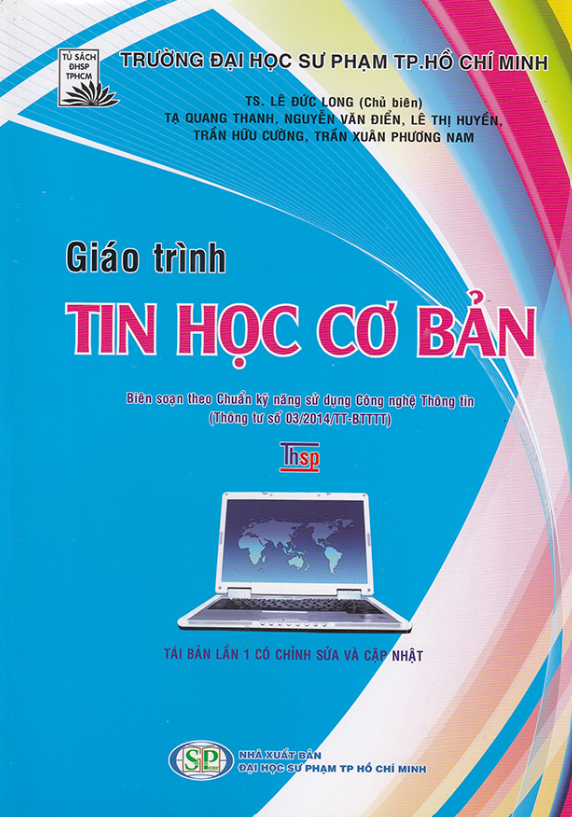 TỦ SÁCH
ĐHSP
TPHCM
TRƯỜNG ĐẠI HỌC SƯ PHẠM TP.HỒ CHÍ MINH
TS. LÊ ĐỨC LONG (Chủ biên)
TẠ QUANG THANH, NGUYỄN VĂN ĐIỂN, LÊ THỊ HUYỀN,
TRẦN HỮU CƯỜNG, TRẦN XUÂN PHƯƠNG NAM
Giáo trình
TIN HỌC CƠ BẢN
Biên soạn theo Chuẩn kỹ năng sử dụng Công nghệ Thông tin
(Thông tư số 03/2014/TT-BTTTT)
Thsp
TÁI BẢN LẦN 1 CÓ CHỈNH SỬA VÀ CẬP NHẬT
SP
NHÀ XUẤT BẢN
ĐẠI HỌC SƯ PHẠM TP HỒ CHÍ MINH